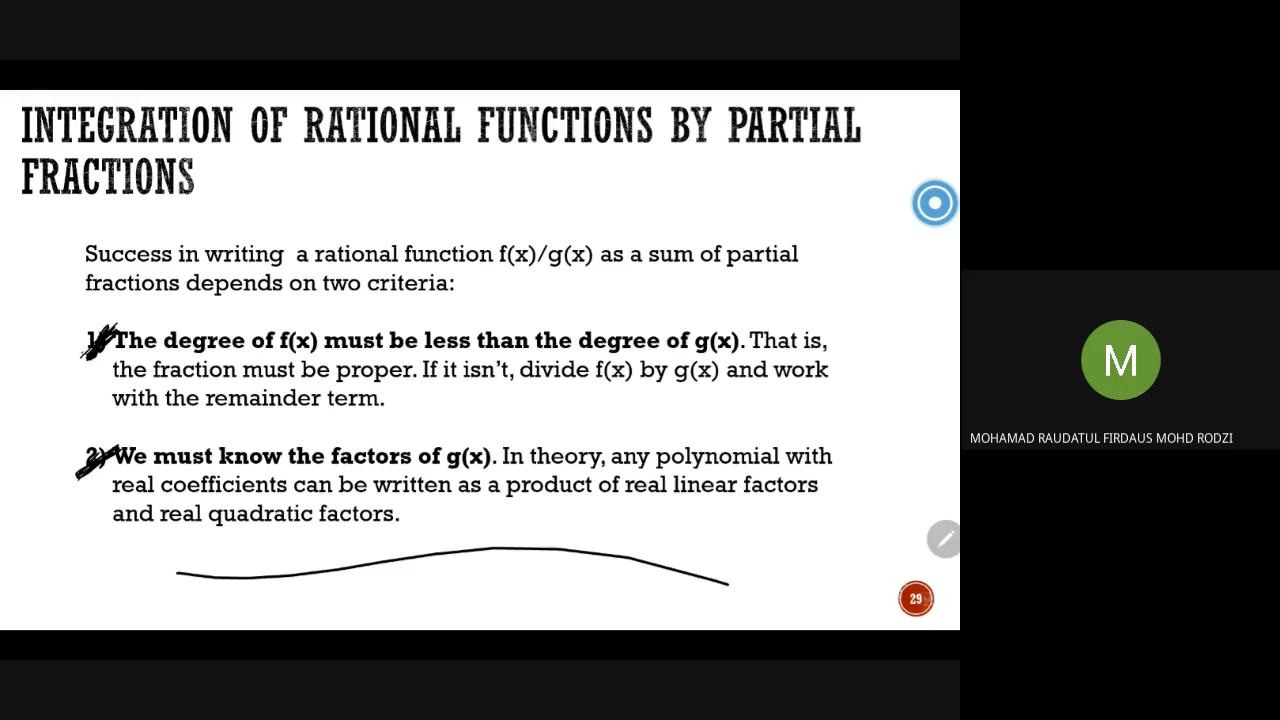 INTEGRATION OF RATIONAL FUNCTIONS BY PARTIAL
FRACTIONS
Success in writing a rational function f(x)/g(x) as a sum of partial
fractions depends on two criteria:
1) The degree of f(x) must be less than the degree of g(x). That is,
the fraction must be proper. If it isn't, divide f(x) by g(x) and work
with the remainder term.
2) We must know the factors of g(x). In theory, any polynomial with
real coefficients can be written as a product of real linear factors
and real quadratic factors.
29
M
MOHAMAD RAUDATUL FIRDAUS MOHD RODZI